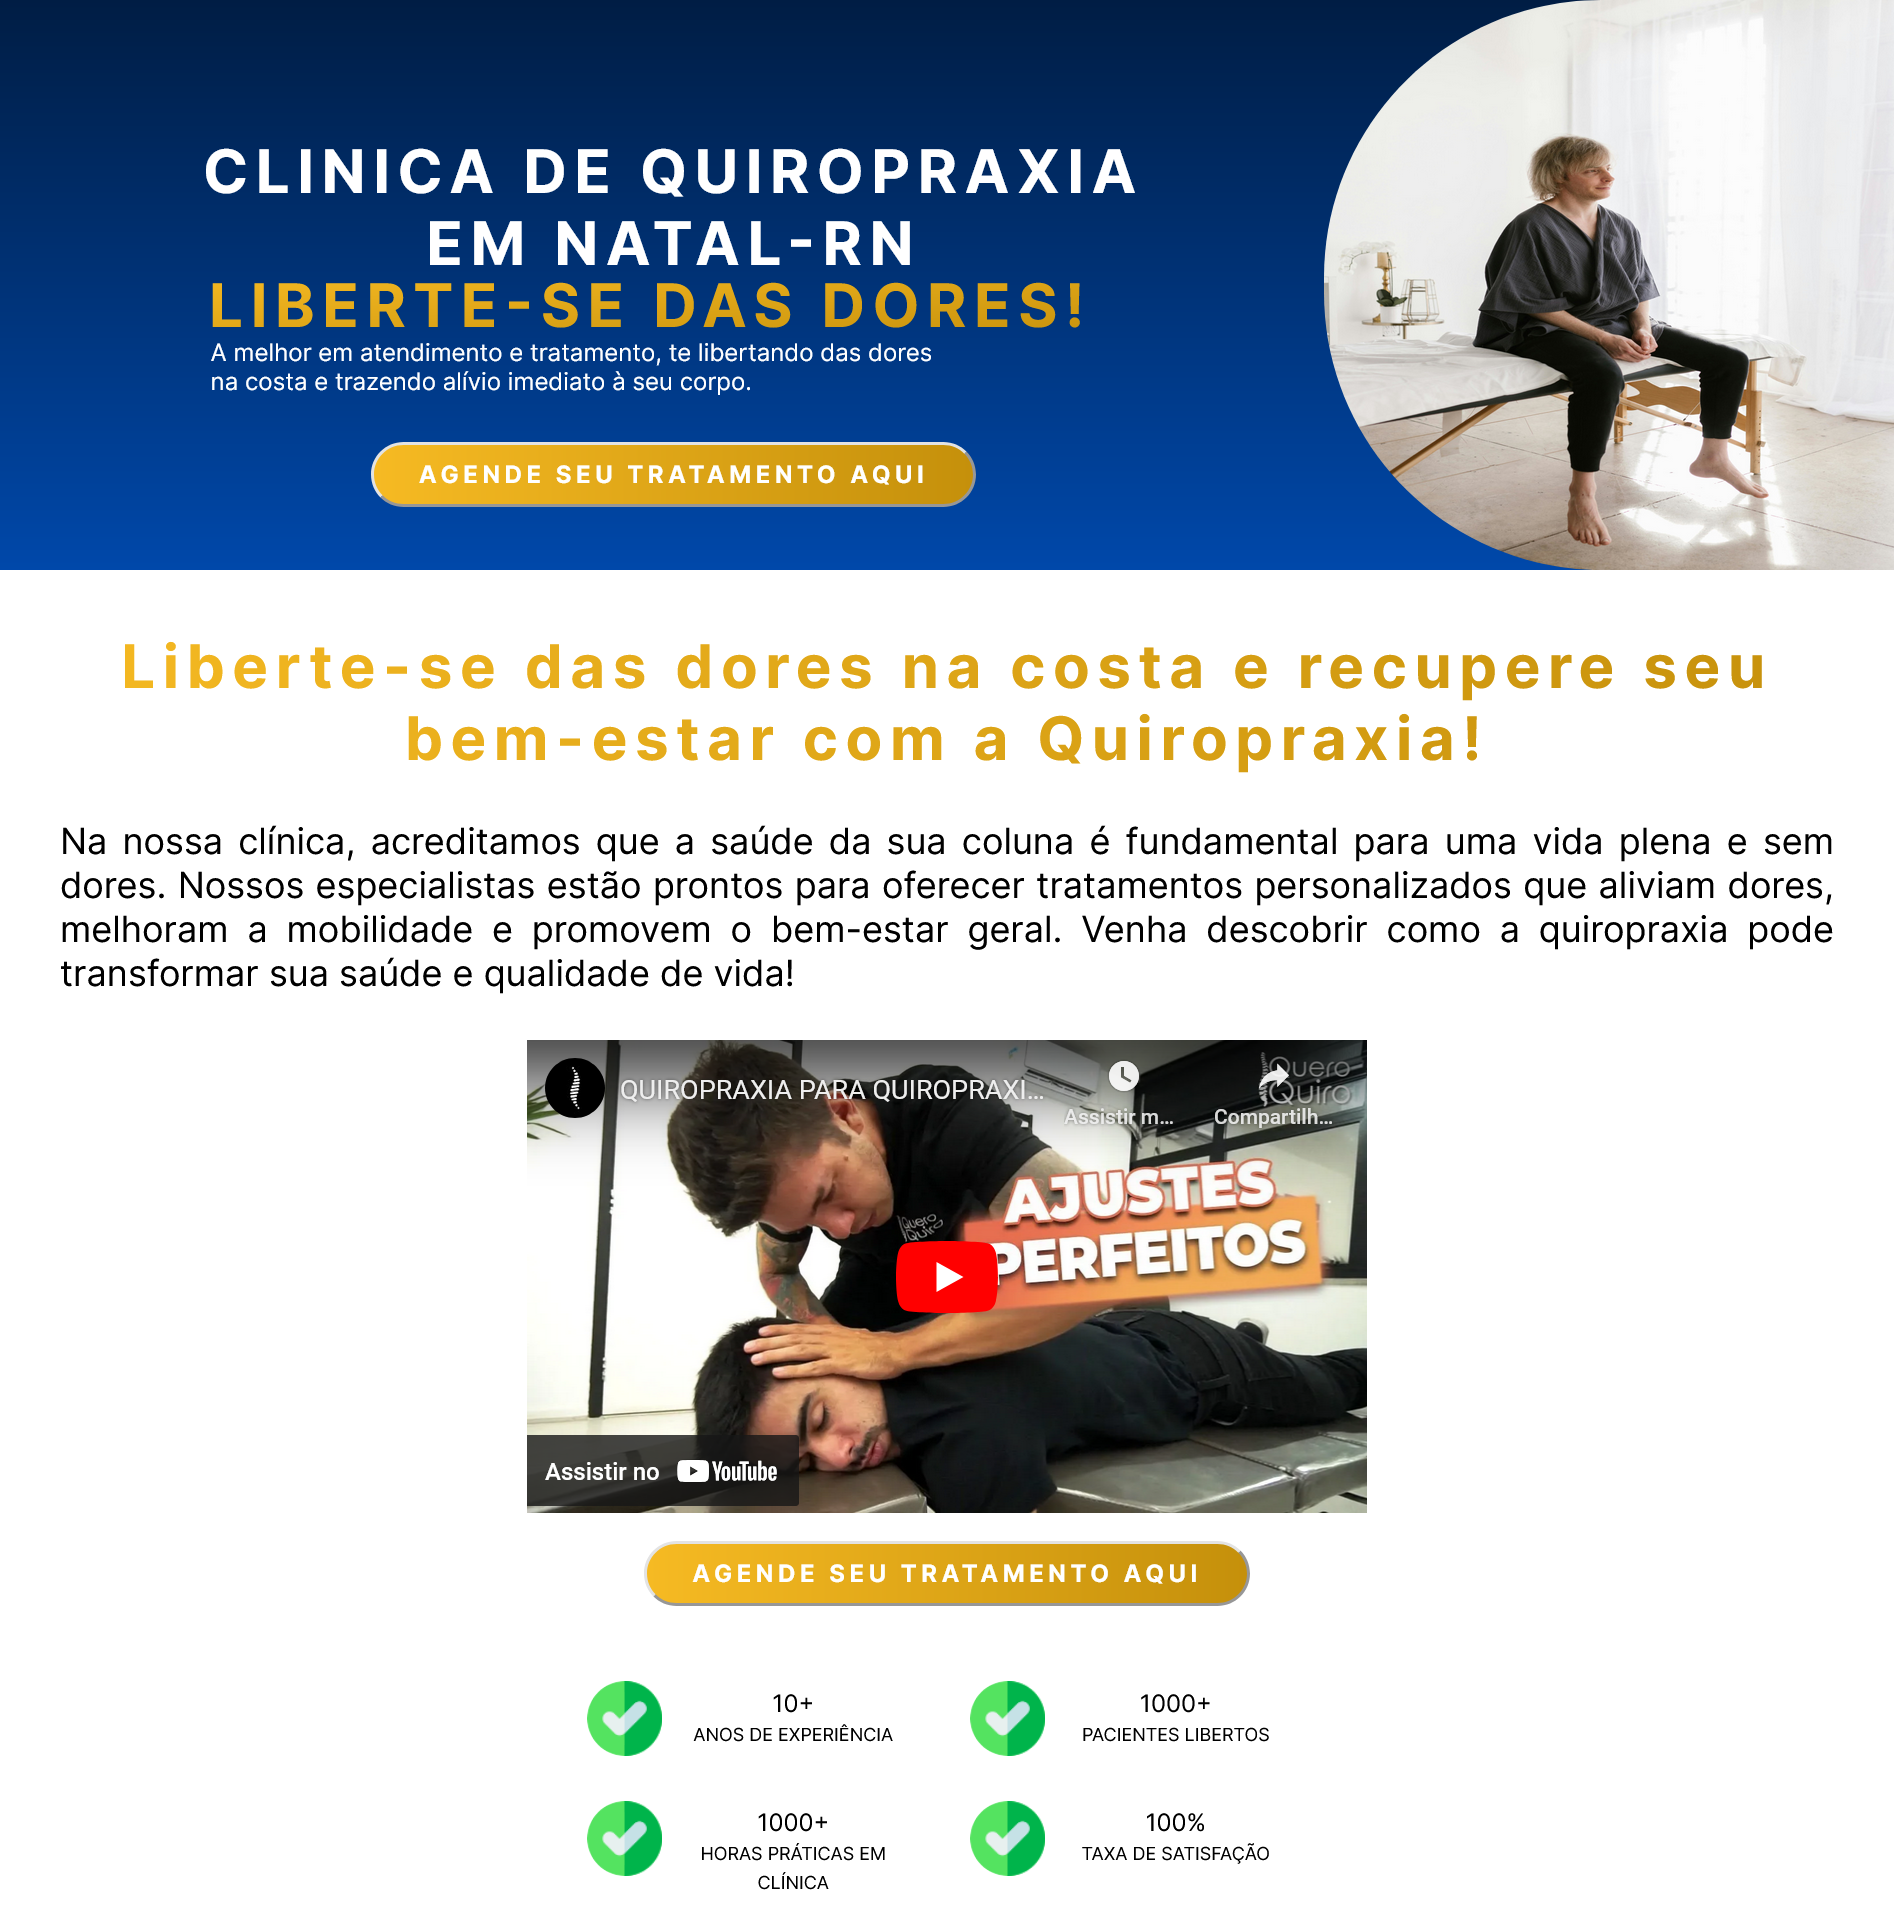 CLINICA DE QUIROPRAXIA
EM NATAL-RN
LIBERTE-SE DAS DORES!
A melhor em atendimento e tratamento, te libertando das dores
na costa e trazendo alívio imediato à seu corpo.
AGENDE SEU TRATAMENTO AQUI
Liberte-se das dores na costa e recupere seu
bem-estar com a Quiropraxia!
Na nossa clínica, acreditamos que a saúde da sua coluna é fundamental para uma vida plena e sem
dores. Nossos especialistas estão prontos para oferecer tratamentos personalizados que aliviam dores,
melhoram a mobilidade e promovem o bem-estar geral. Venha descobrir como a quiropraxia pode
transformar sua saúde e qualidade de vida!
QUIROPRAXIA PARA QUIROPRAXI...
Assistir m...
Compartilh...
Quero
Quiro
AJUSTES
PERFEITOS
Quero
Quiro
Assistir no YouTube
AGENDE SEU TRATAMENTO AQUI
10+
ANOS DE EXPERIÊNCIA
1000+
PACIENTES LIBERTOS
1000+
HORAS PRÁTICAS EM
CLÍNICA
100%
TAXA DE SATISFAÇÃO